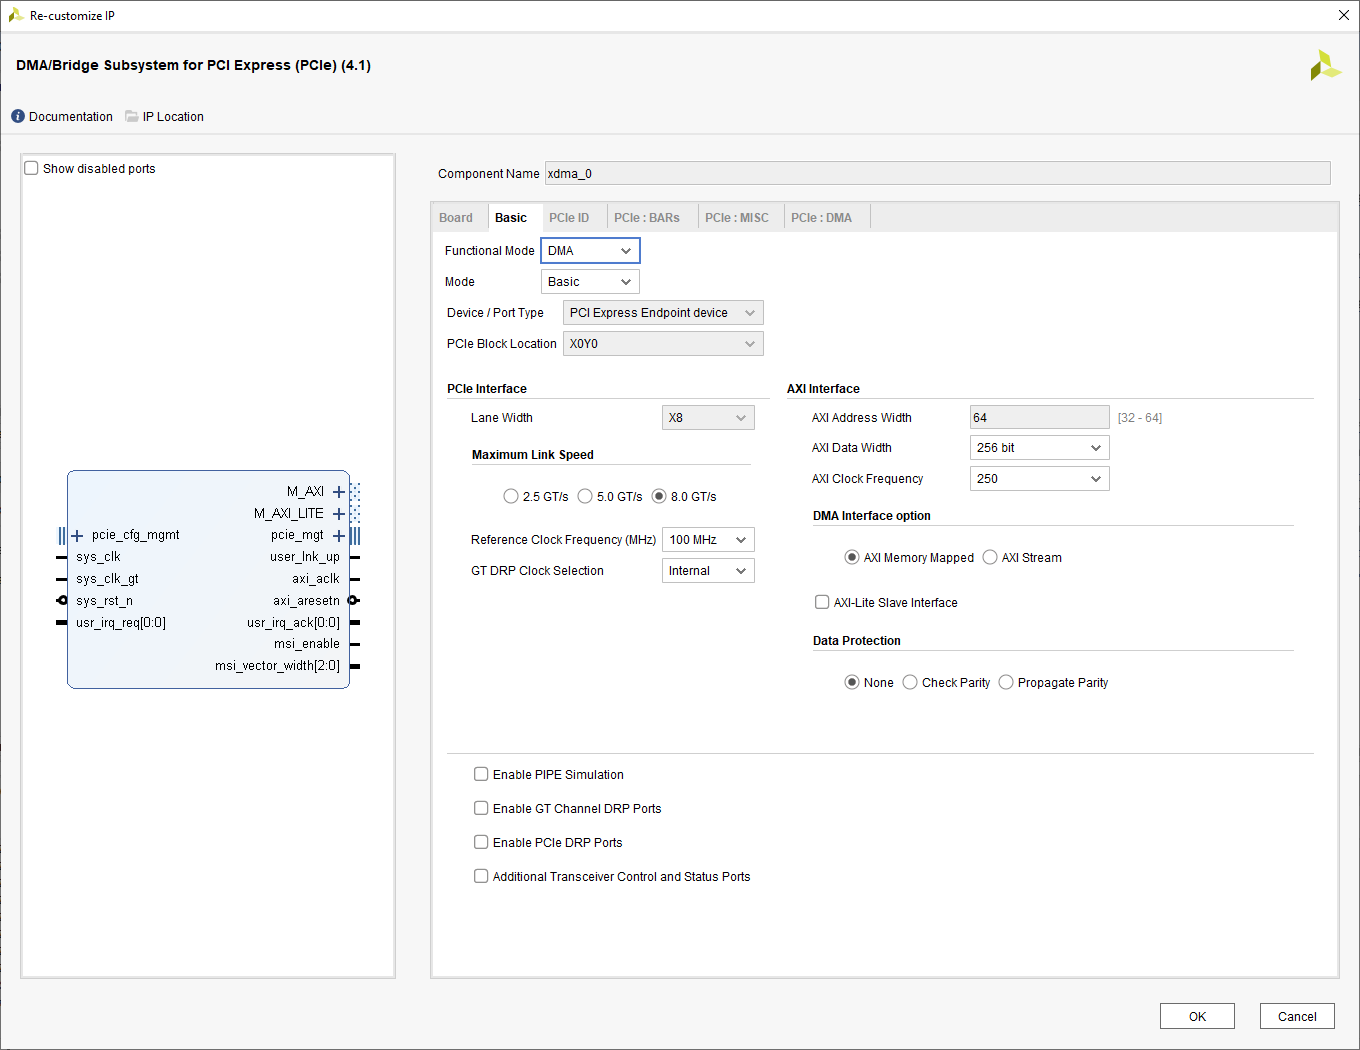 Re-customize IP
DMA/Bridge Subsystem for PCI Express (PCIe) (4.1)
Documentation IP Location
Show disabled ports
M_AXI
M_AXI_LITE
pcie_cfg_mgmt pcie_mgt
sys_clk user_lnk_up
sys_clk_gt axi_aclk
sys_rst_n axi_aresetn
usr_irq_req[0:0] usr_irq_ack[0:0]
msi_enable
msi_vector_width[2:0]
Component Name xdma_0
Board Basic PCIe ID PCIe : BARs PCIe : MISC PCIe : DMA
Functional Mode DMA
Mode Basic
Device / Port Type PCI Express Endpoint device
PCIe Block Location X0Y0
PCIe Interface
Lane Width X8
Maximum Link Speed
2.5 GT/s 5.0 GT/s 8.0 GT/s
Reference Clock Frequency (MHz) 100 MHz
GT DRP Clock Selection Internal
AXI Interface
AXI Address Width 64 [32 - 64]
AXI Data Width 256 bit
AXI Clock Frequency 250
DMA Interface option
AXI Memory Mapped AXI Stream
AXI-Lite Slave Interface
Data Protection
None Check Parity Propagate Parity
Enable PIPE Simulation
Enable GT Channel DRP Ports
Enable PCIe DRP Ports
Additional Transceiver Control and Status Ports
OK Cancel